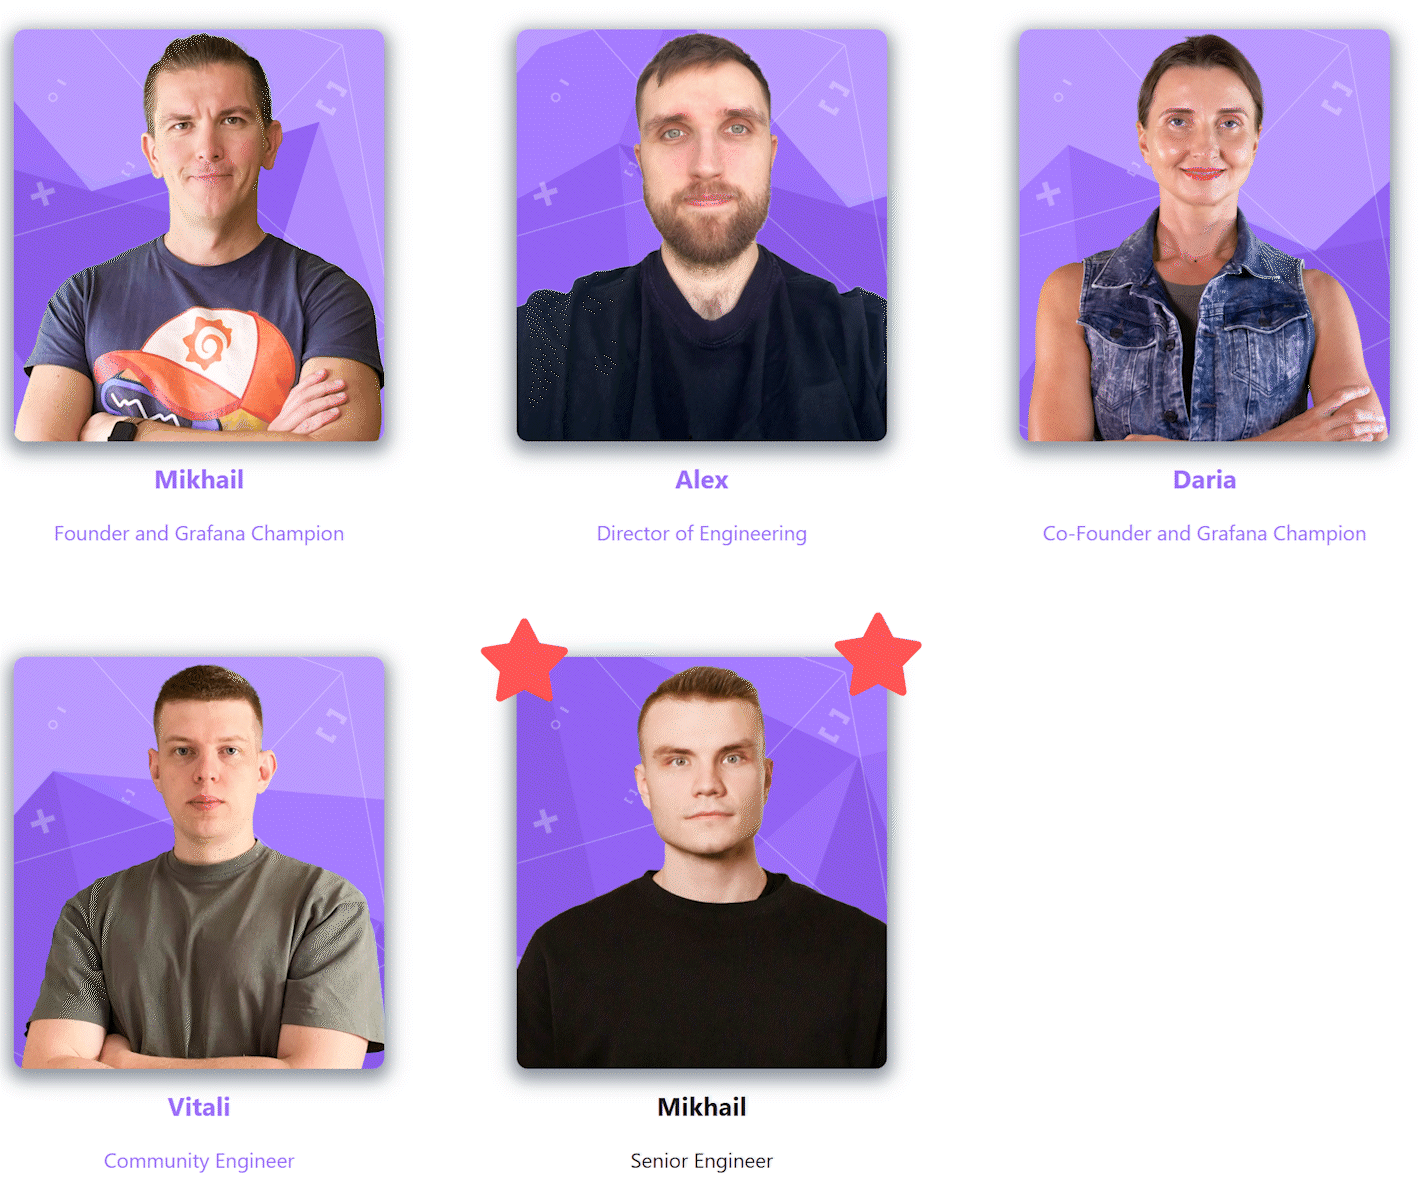 Mikhail
Founder and Grafana Champion
Alex
Director of Engineering
Daria
Co-Founder and Grafana Champion
Vitali
Community Engineer
Mikhail
Senior Engineer